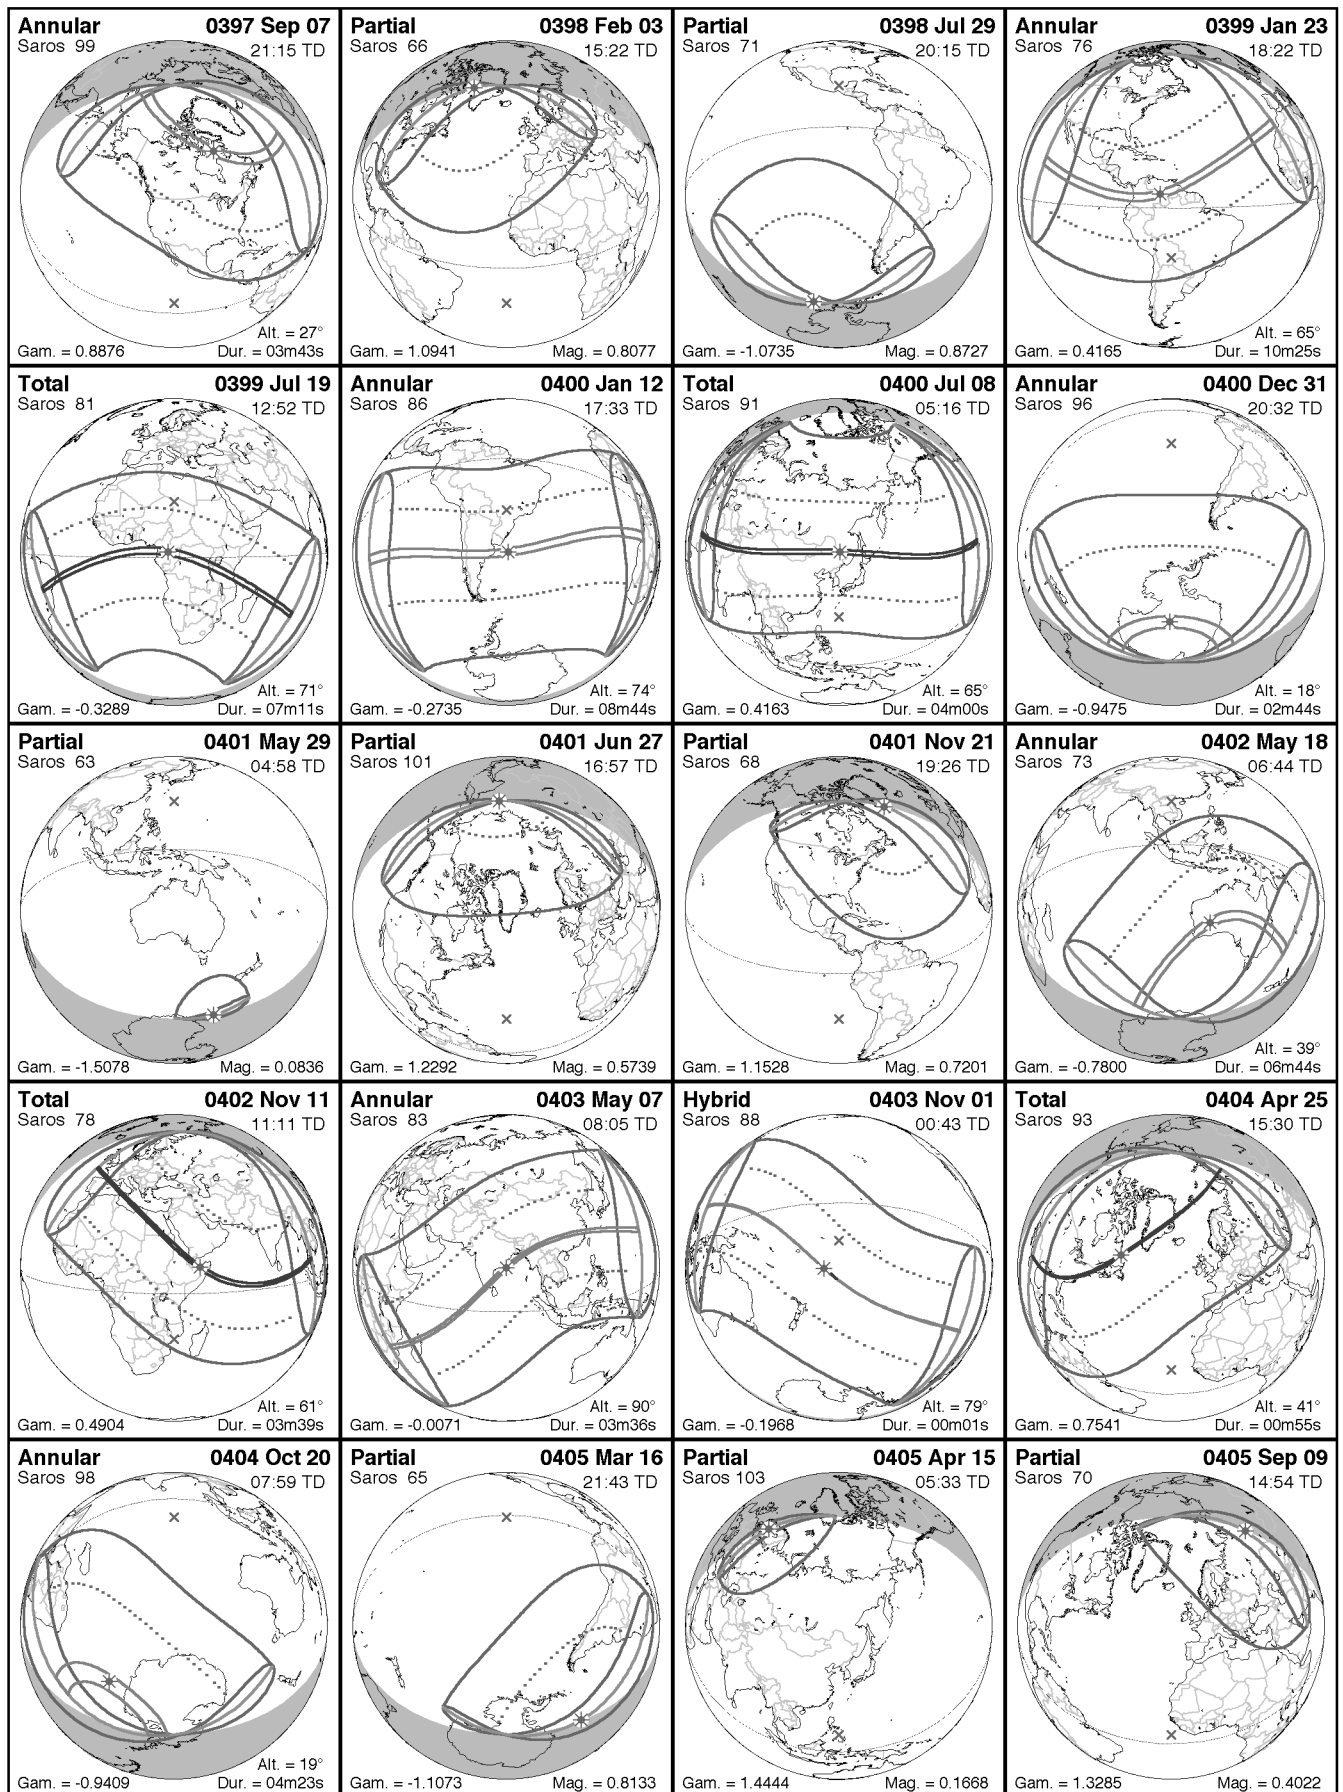 Annular 0397 Sep 07
Saros 99 21:15 TD
Alt. = 27°
Gam. = 0.8876 Dur. = 03m43s
Partial 0398 Feb 03
Saros 66 15:22 TD
Gam. = 1.0941 Mag. = 0.8077
Partial 0398 Jul 29
Saros 71 20:15 TD
Gam. = -1.0735 Mag. = 0.8727
Annular 0399 Jan 23
Saros 76 18:22 TD
Alt. = 65°
Gam. = 0.4165 Dur. = 10m25s
Total 0399 Jul 19
Saros 81 12:52 TD
Alt. = 71°
Gam. = -0.3289 Dur. = 07m11s
Annular 0400 Jan 12
Saros 86 17:33 TD
Alt. = 74°
Gam. = -0.2735 Dur. = 08m44s
Total 0400 Jul 08
Saros 91 05:16 TD
Alt. = 65°
Gam. = 0.4163 Dur. = 04m00s
Annular 0400 Dec 31
Saros 96 20:32 TD
Alt. = 18°
Gam. = -0.9475 Dur. = 02m44s
Partial 0401 May 29
Saros 63 04:58 TD
Gam. = -1.5078 Mag. = 0.0836
Partial 0401 Jun 27
Saros 101 16:57 TD
Gam. = 1.2292 Mag. = 0.5739
Partial 0401 Nov 21
Saros 68 19:26 TD
Gam. = 1.1528 Mag. = 0.7201
Annular 0402 May 18
Saros 73 06:44 TD
Alt. = 39°
Gam. = -0.7800 Dur. = 06m44s
Total 0402 Nov 11
Saros 78 11:11 TD
Alt. = 61°
Gam. = 0.4904 Dur. = 03m39s
Annular 0403 May 07
Saros 83 08:05 TD
Alt. = 90°
Gam. = -0.0071 Dur. = 03m36s
Hybrid 0403 Nov 01
Saros 88 00:43 TD
Alt. = 79°
Gam. = -0.1968 Dur. = 00m01s
Total 0404 Apr 25
Saros 93 15:30 TD
Alt. = 41°
Gam. = 0.7541 Dur. = 00m55s
Annular 0404 Oct 20
Saros 98 07:59 TD
Alt. = 19°
Gam. = -0.9409 Dur. = 04m23s
Partial 0405 Mar 16
Saros 65 21:43 TD
Gam. = -1.1073 Mag. = 0.8133
Partial 0405 Apr 15
Saros 103 05:33 TD
Gam. = 1.4444 Mag. = 0.1668
Partial 0405 Sep 09
Saros 70 14:54 TD
Gam. = 1.3285 Mag. = 0.4022